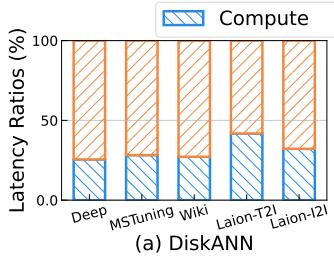 Compute
Latency Ratios (%)
100
50
0.0
Deep
MSTuning
Wiki
Laion-T2I
Laion-I2I
(a) DiskANN